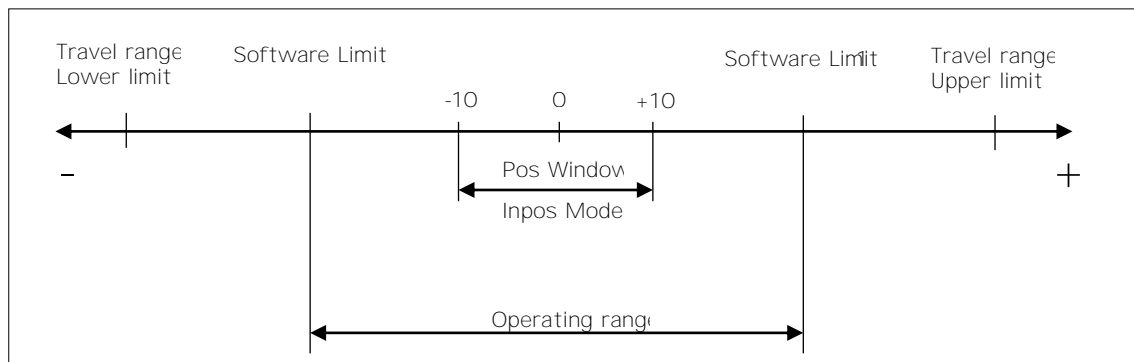 Travel range
Lower limit
Software Limit
Software Limit
Travel range
Upper limit
-10
0
+10
-
+
Pos Window
Inpos Mode
Operating range